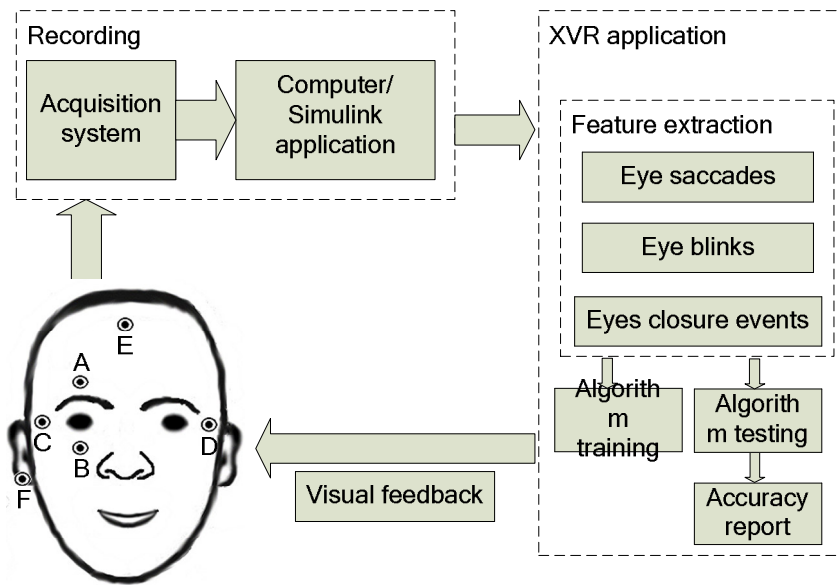 Recording
Acquisition
system
Computer/
Simulink
application
XVR application
Feature extraction
Eye saccades
Eye blinks
Eyes closure events
Algorith
m
training
Algorith
m testing
Accuracy
report
Visual feedback
E
A
C
D
B
F